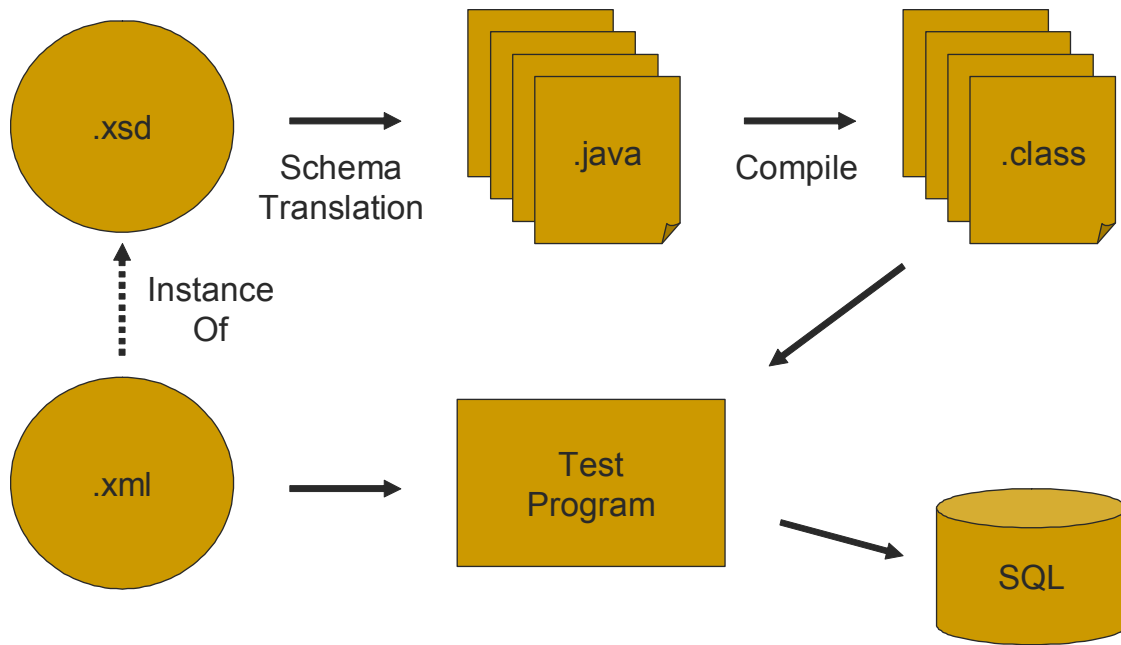 .xsd
Schema
Translation
.java
Compile
.class
Instance
Of
.xml
Test
Program
SQL